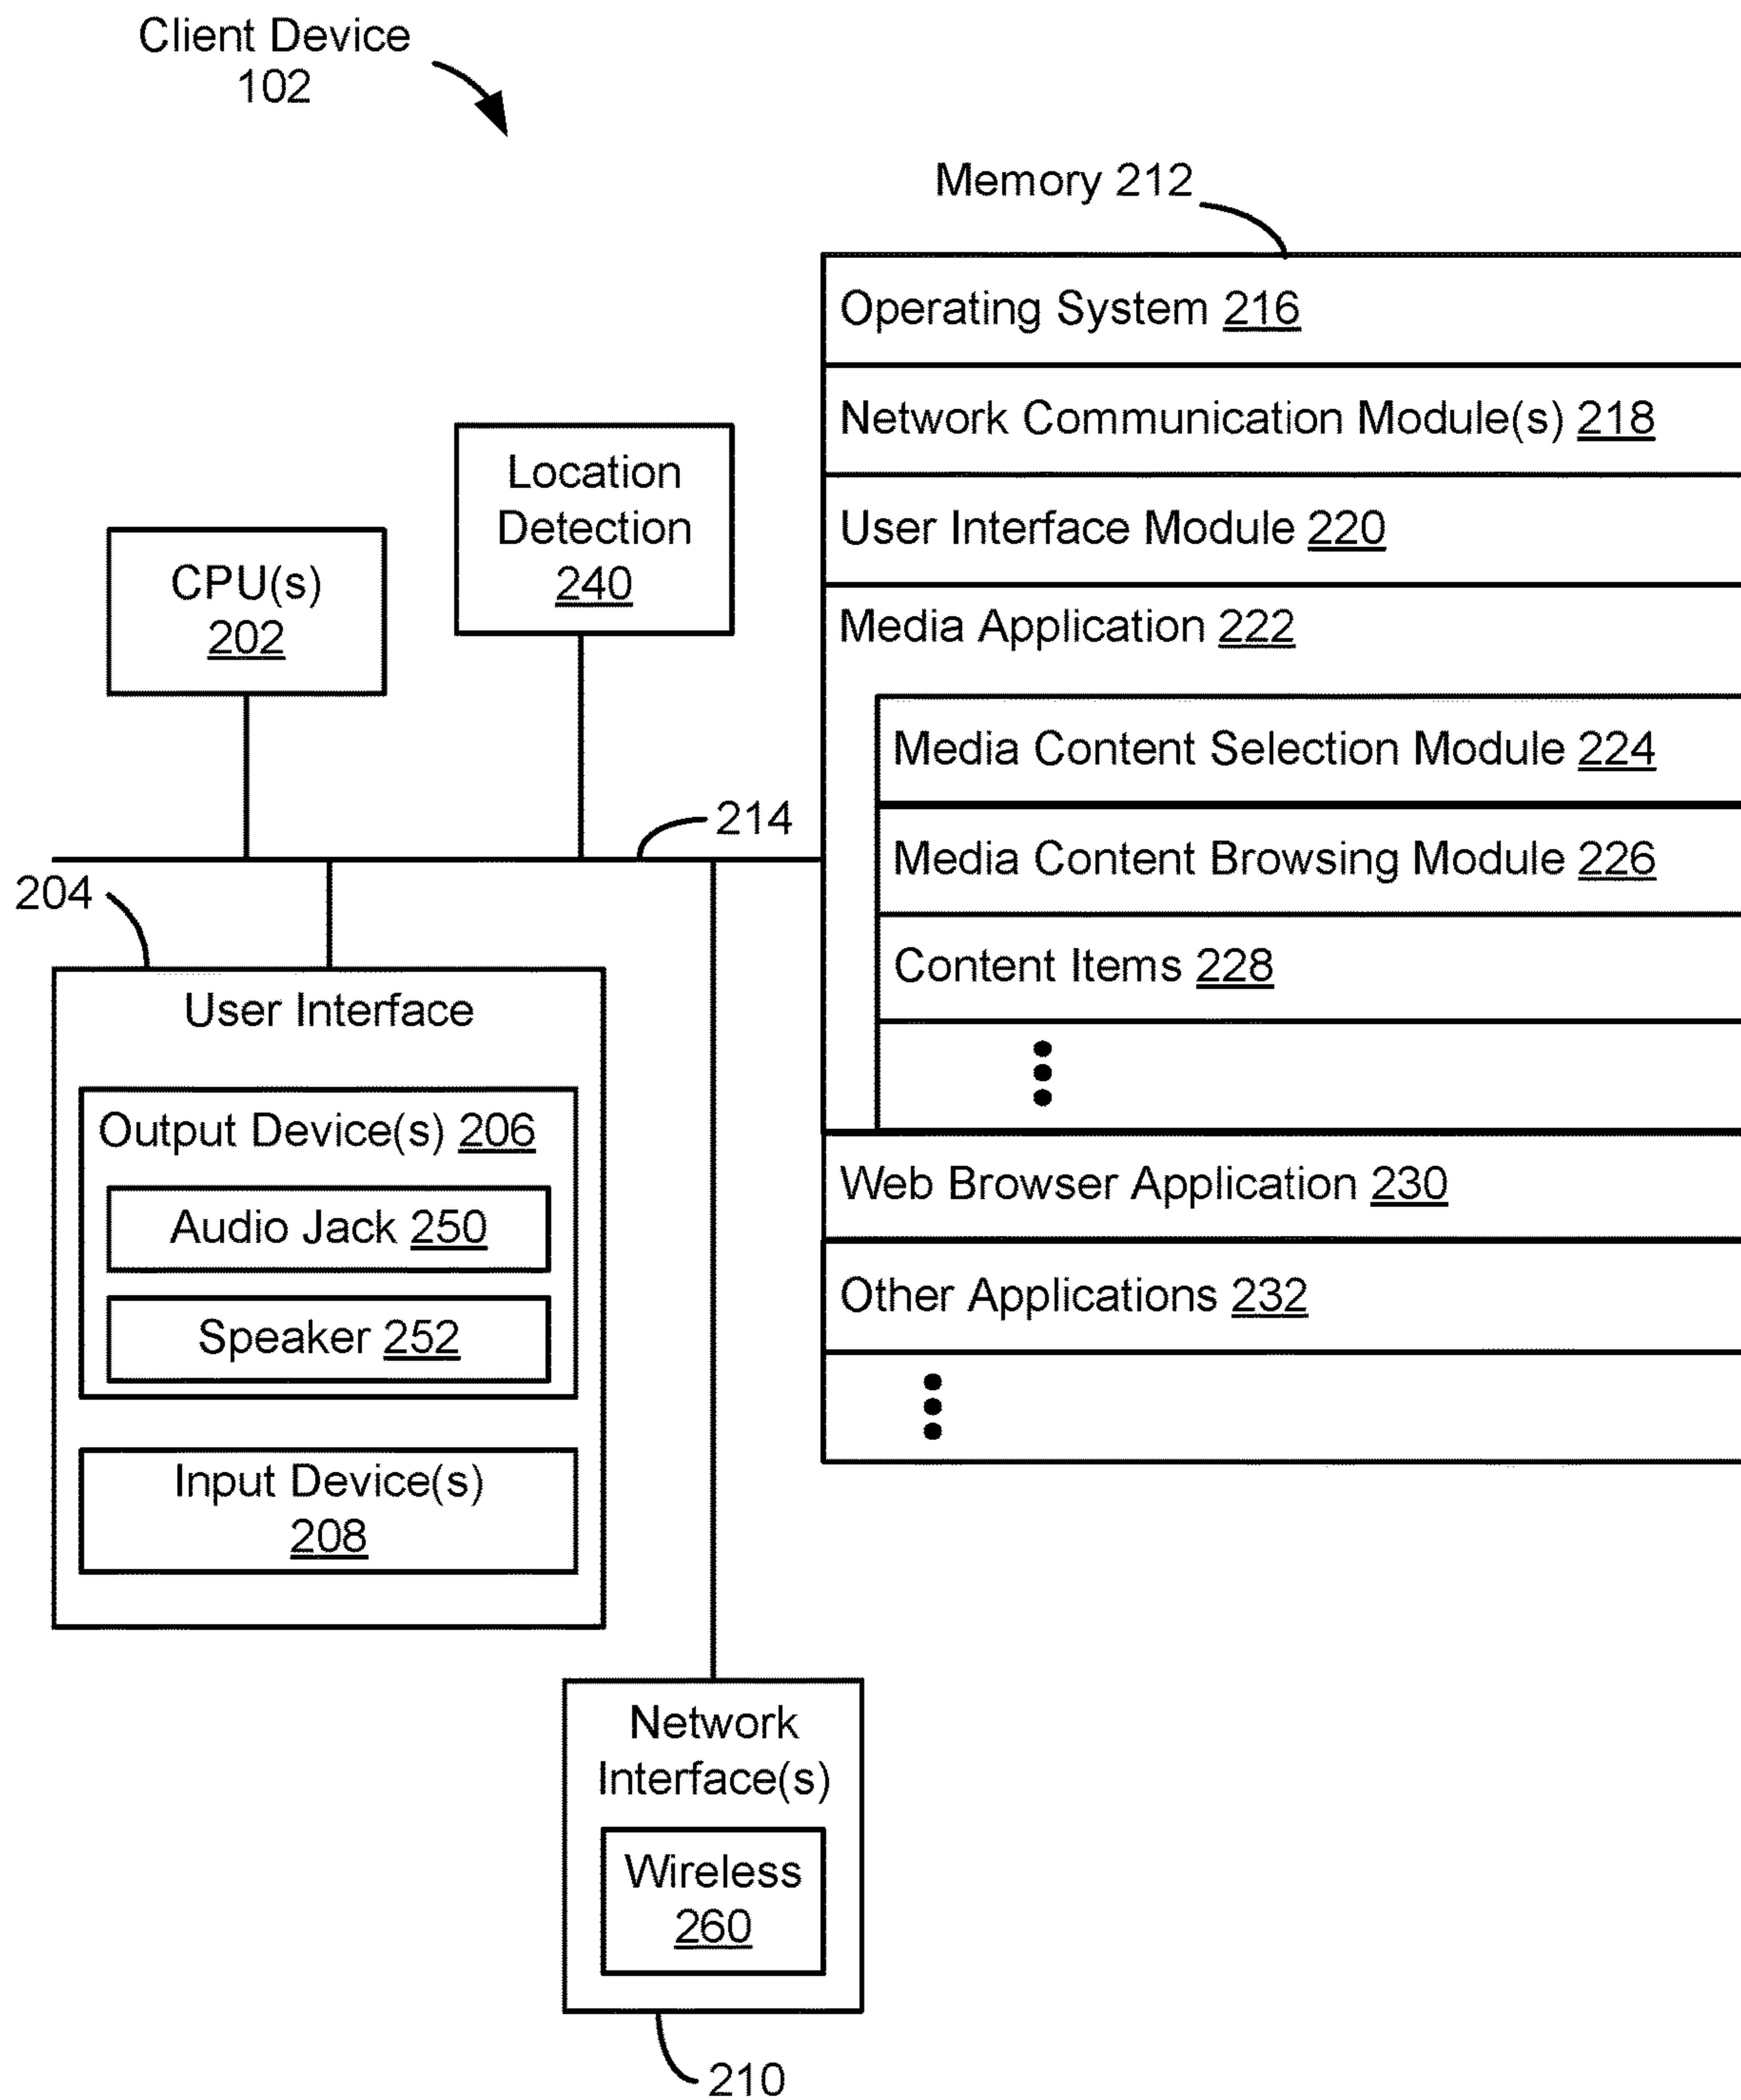 Client Device
102
Memory 212
Operating System 216
Network Communication Module(s) 218
User Interface Module 220
Media Application 222
Media Content Selection Module 224
Media Content Browsing Module 226
Content Items 228
Web Browser Application 230
Other Applications 232
Location
Detection
240
CPU(s)
202
214
204
User Interface
Output Device(s) 206
Audio Jack 250
Speaker 252
Input Device(s)
208
Network
Interface(s)
Wireless
260
210